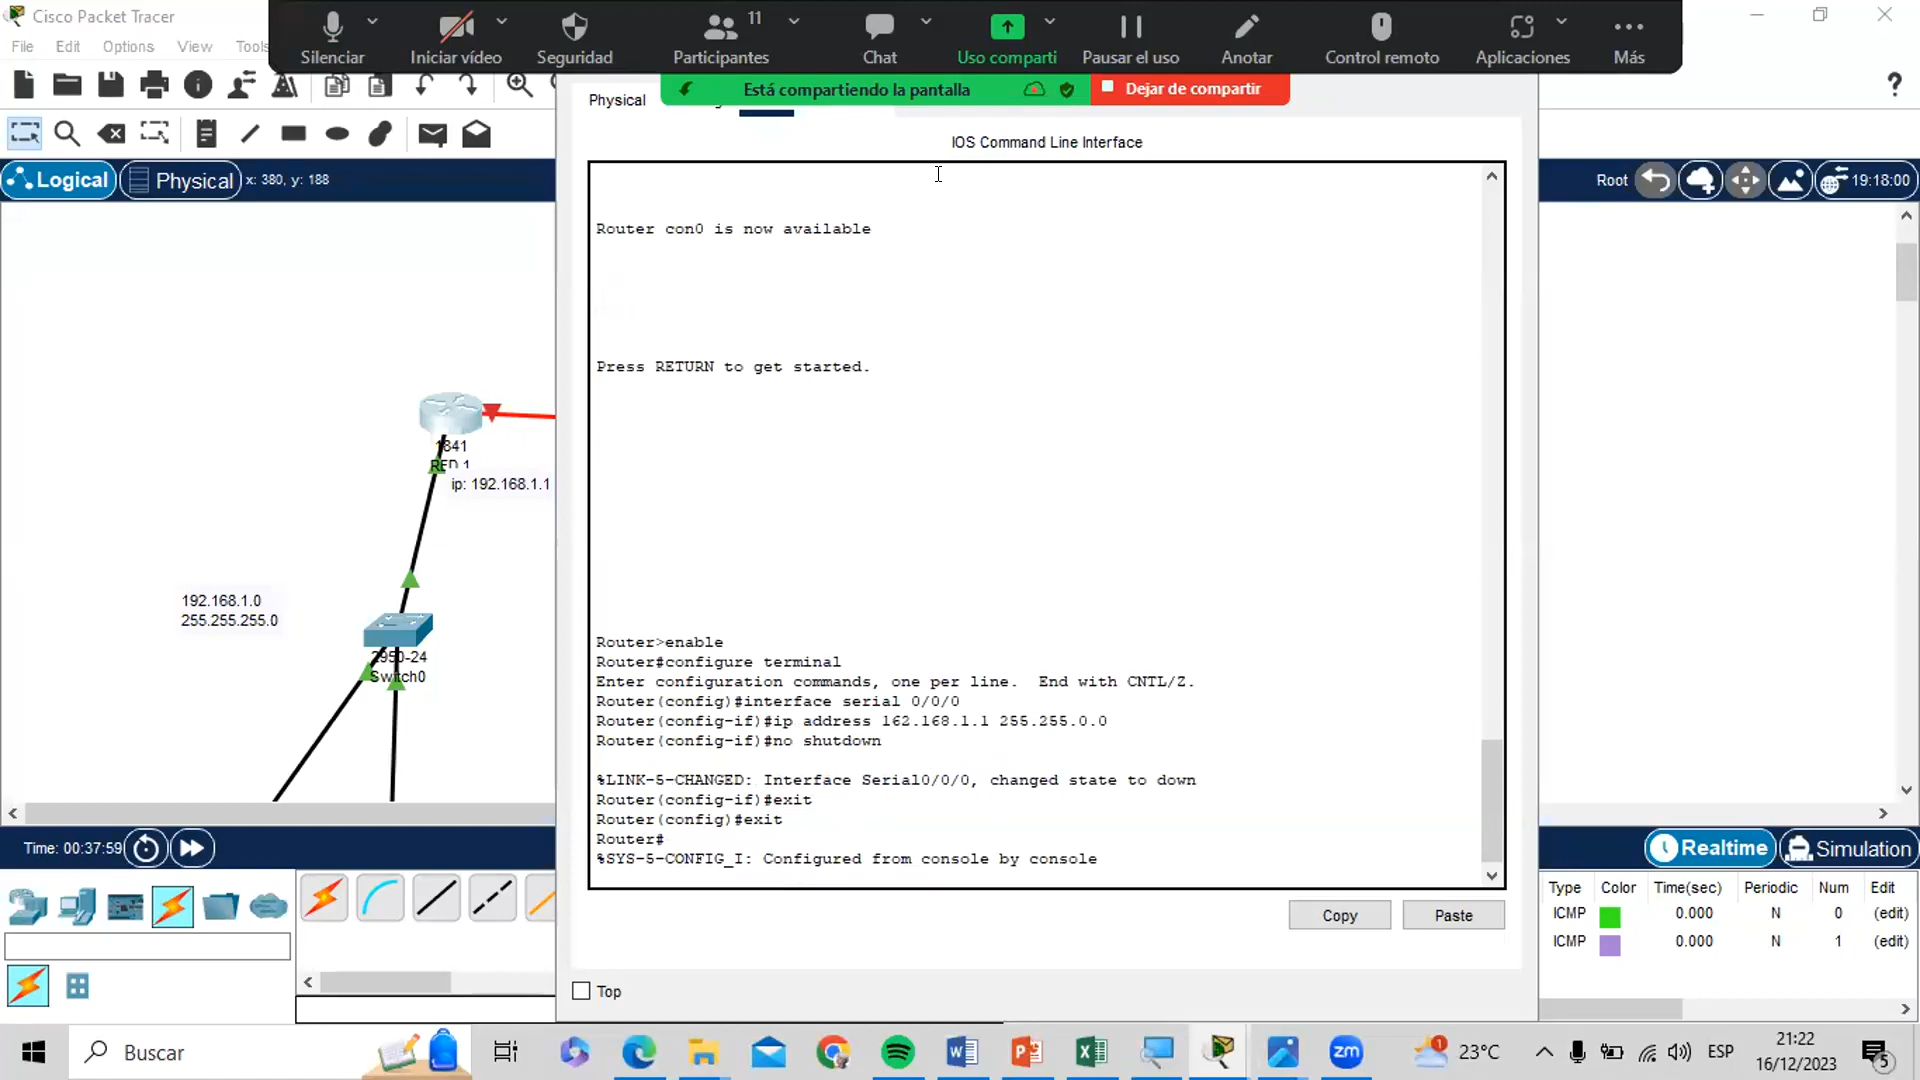 Cisco Packet Tracer
File Edit Options View Tools
Silenciar
Iniciar vídeo
Seguridad
Participantes 11
Chat
Uso comparti
Pausar el uso
Anotar
Control remoto
Aplicaciones
Más
Está compartiendo la pantalla
Dejar de compartir
Physical
IOS Command Line Interface
Logical
Physical
x: 380, y: 188
Root
19:18:00
Router con0 is now available
Press RETURN to get started.
1841
RED 1
ip: 192.168.1.1
192.168.1.0
255.255.255.0
2950-24
Switch0
Router>enable
Router#configure terminal
Enter configuration commands, one per line.  End with CNTL/Z.
Router(config)#interface serial 0/0/0
Router(config-if)#ip address 162.168.1.1 255.255.0.0
Router(config-if)#no shutdown
%LINK-5-CHANGED: Interface Serial0/0/0, changed state to down
Router(config-if)#exit
Router(config)#exit
Router#
%SYS-5-CONFIG_I: Configured from console by console
Copy
Paste
Top
Time: 00:37:59
Realtime
Simulation
Type Color Time(sec) Periodic Num Edit
ICMP 0.000 N 0 (edit)
ICMP 0.000 N 1 (edit)
Buscar
zm
1
23°C
ESP
21:22
16/12/2023
5